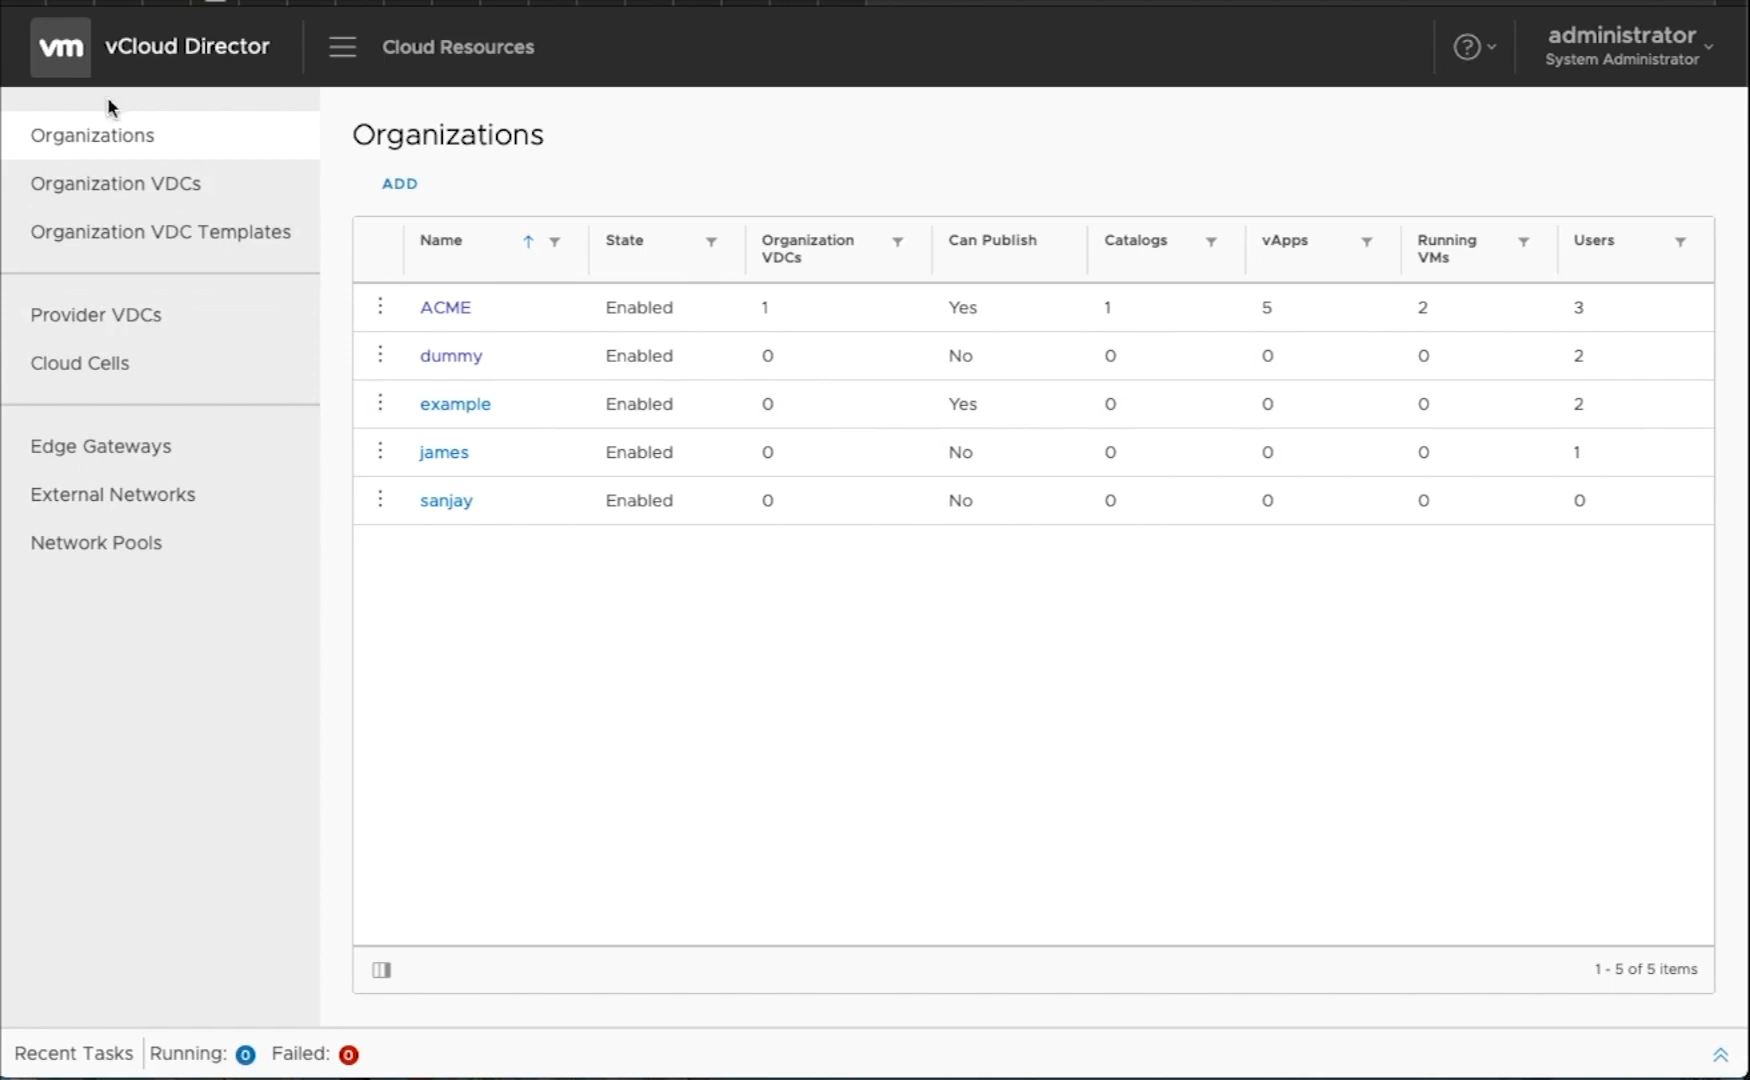 vm vCloud Director Cloud Resources administrator
System Administrator
Organizations
Organization VDCs
Organization VDC Templates
Provider VDCs
Cloud Cells
Edge Gateways
External Networks
Network Pools
Organizations
ADD
Name State Organization VDCs Can Publish Catalogs vApps Running VMs Users
ACME Enabled 1 Yes 1 5 2 3
dummy Enabled 0 No 0 0 0 2
example Enabled 0 Yes 0 0 0 2
james Enabled 0 No 0 0 0 1
sanjay Enabled 0 No 0 0 0 0
1 - 5 of 5 items
Recent Tasks Running: 0 Failed: 0